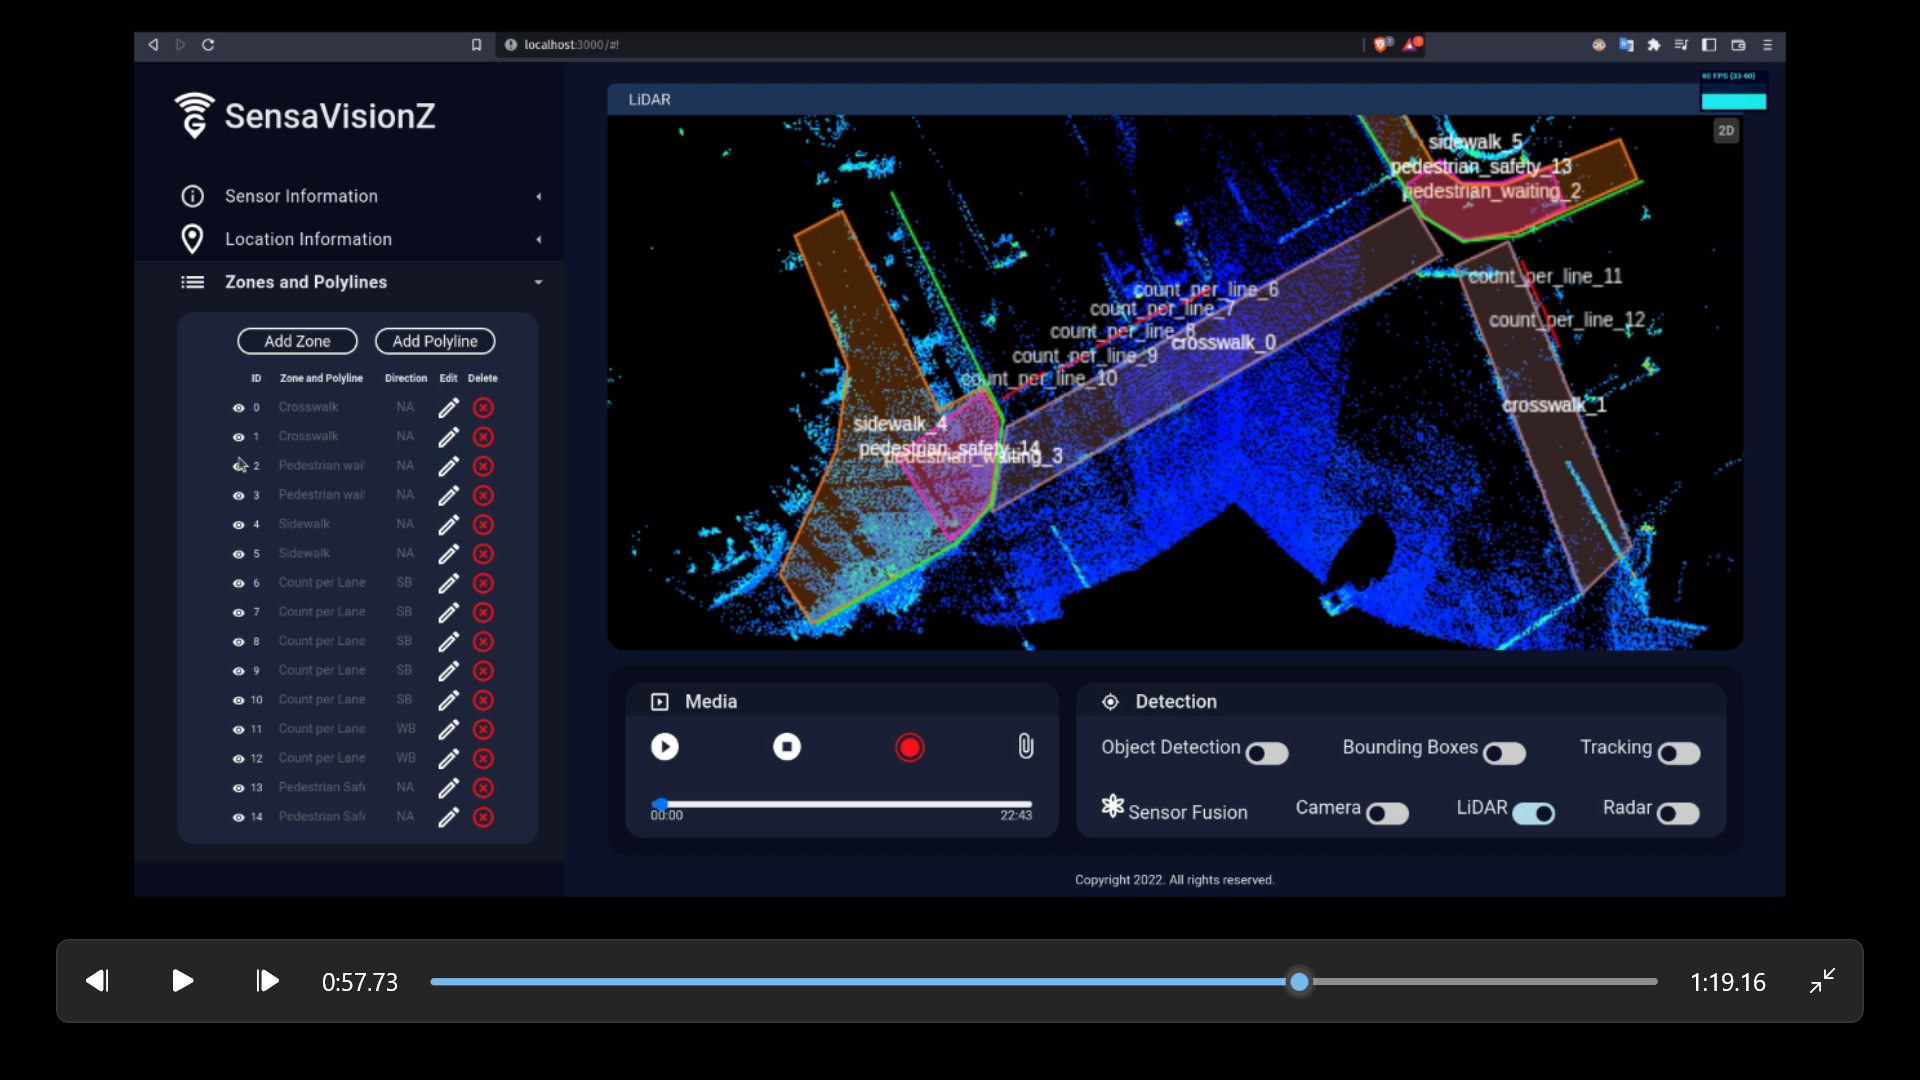 localhost:3000/#!
SensaVisionZ
Sensor Information
Location Information
Zones and Polylines
Add Zone Add Polyline
ID Zone and Polyline Direction Edit Delete
0 Crosswalk NA
1 Crosswalk NA
2 Pedestrian wai NA
3 Pedestrian wai NA
4 Sidewalk NA
5 Sidewalk NA
6 Count per Lane SB
7 Count per Lane SB
8 Count per Lane SB
9 Count per Lane SB
10 Count per Lane SB
11 Count per Lane WB
12 Count per Lane WB
13 Pedestrian Safe NA
14 Pedestrian Safe NA
60 FPS (33-60)
LiDAR
2D
sidewalk_5
pedestrian_safety_13
pedestrian_waiting_2
count_per_line_11
count_per_line_6
count_per_line_7
count_per_line_12
count_per_line_8
crosswalk_0
count_per_line_9
count_per_line_10
crosswalk_1
sidewalk_4
pedestrian_safety_14
pedestrian_waiting_3
Media
00:00 22:43
Detection
Object Detection Bounding Boxes Tracking
Sensor Fusion Camera LiDAR Radar
Copyright 2022. All rights reserved.
0:57.73 1:19.16